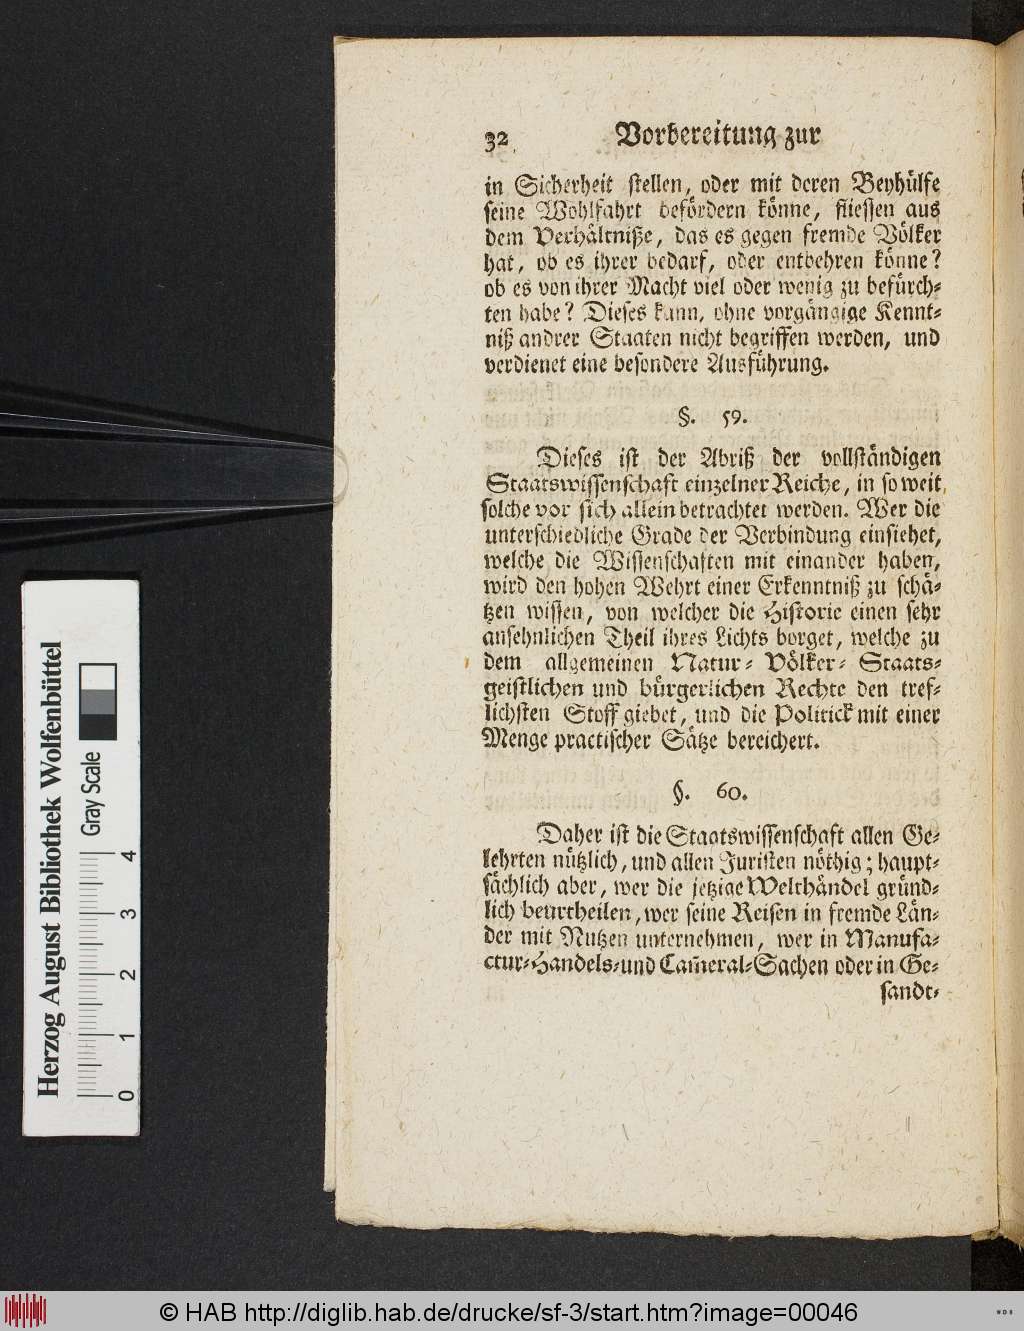 32 Vorbereitung zur
in Sicherheit stellen, oder mit deren Beyhülfe
seine Wohlfahrt befördern könne, fliessen aus
dem Verhältniße, das es gegen fremde Völker
hat, ob es ihrer bedarf, oder entbehren könne?
ob es von ihrer Macht viel oder wenig zu befürch-
ten habe? Dieses kann, ohne vorgängige Kennt-
niß andrer Staaten nicht begriffen werden, und
verdienet eine besondere Ausführung.
§. 59.
Dieses ist der Abriß der vollständigen
Staatswissenschaft einzelner Reiche, in so weit
solche vor sich allein betrachtet werden. Wer die
unterschiedliche Grade der Verbindung einsiehet,
welche die Wissenschaften mit einander haben,
wird den hohen Wehrt einer Erkenntniß zu schä-
tzen wissen, von welcher die Historie einen sehr
ansehnlichen Theil ihres Lichts borget, welche zu
dem allgemeinen Natur- Völker- Staats-
geistlichen und bürgerlichen Rechte den tref-
lichsten Stoff giebet, und die Politick mit einer
Menge practischer Sätze bereichert.
§. 60.
Daher ist die Staatswissenschaft allen Ge-
lehrten nützlich, und allen Juristen nöthig; haupt-
sächlich aber, wer die jetzige Welthändel gründ-
lich beurtheilen, wer seine Reisen in fremde Län-
der mit Nutzen unternehmen, wer in Manufa-
ctur-Handels-und Cam̄eral-Sachen oder in Ge-
sandt-
Herzog August Bibliothek Wolfenbüttel
Gray Scale
0 1 2 3 4
© HAB http://diglib.hab.de/drucke/sf-3/start.htm?image=00046